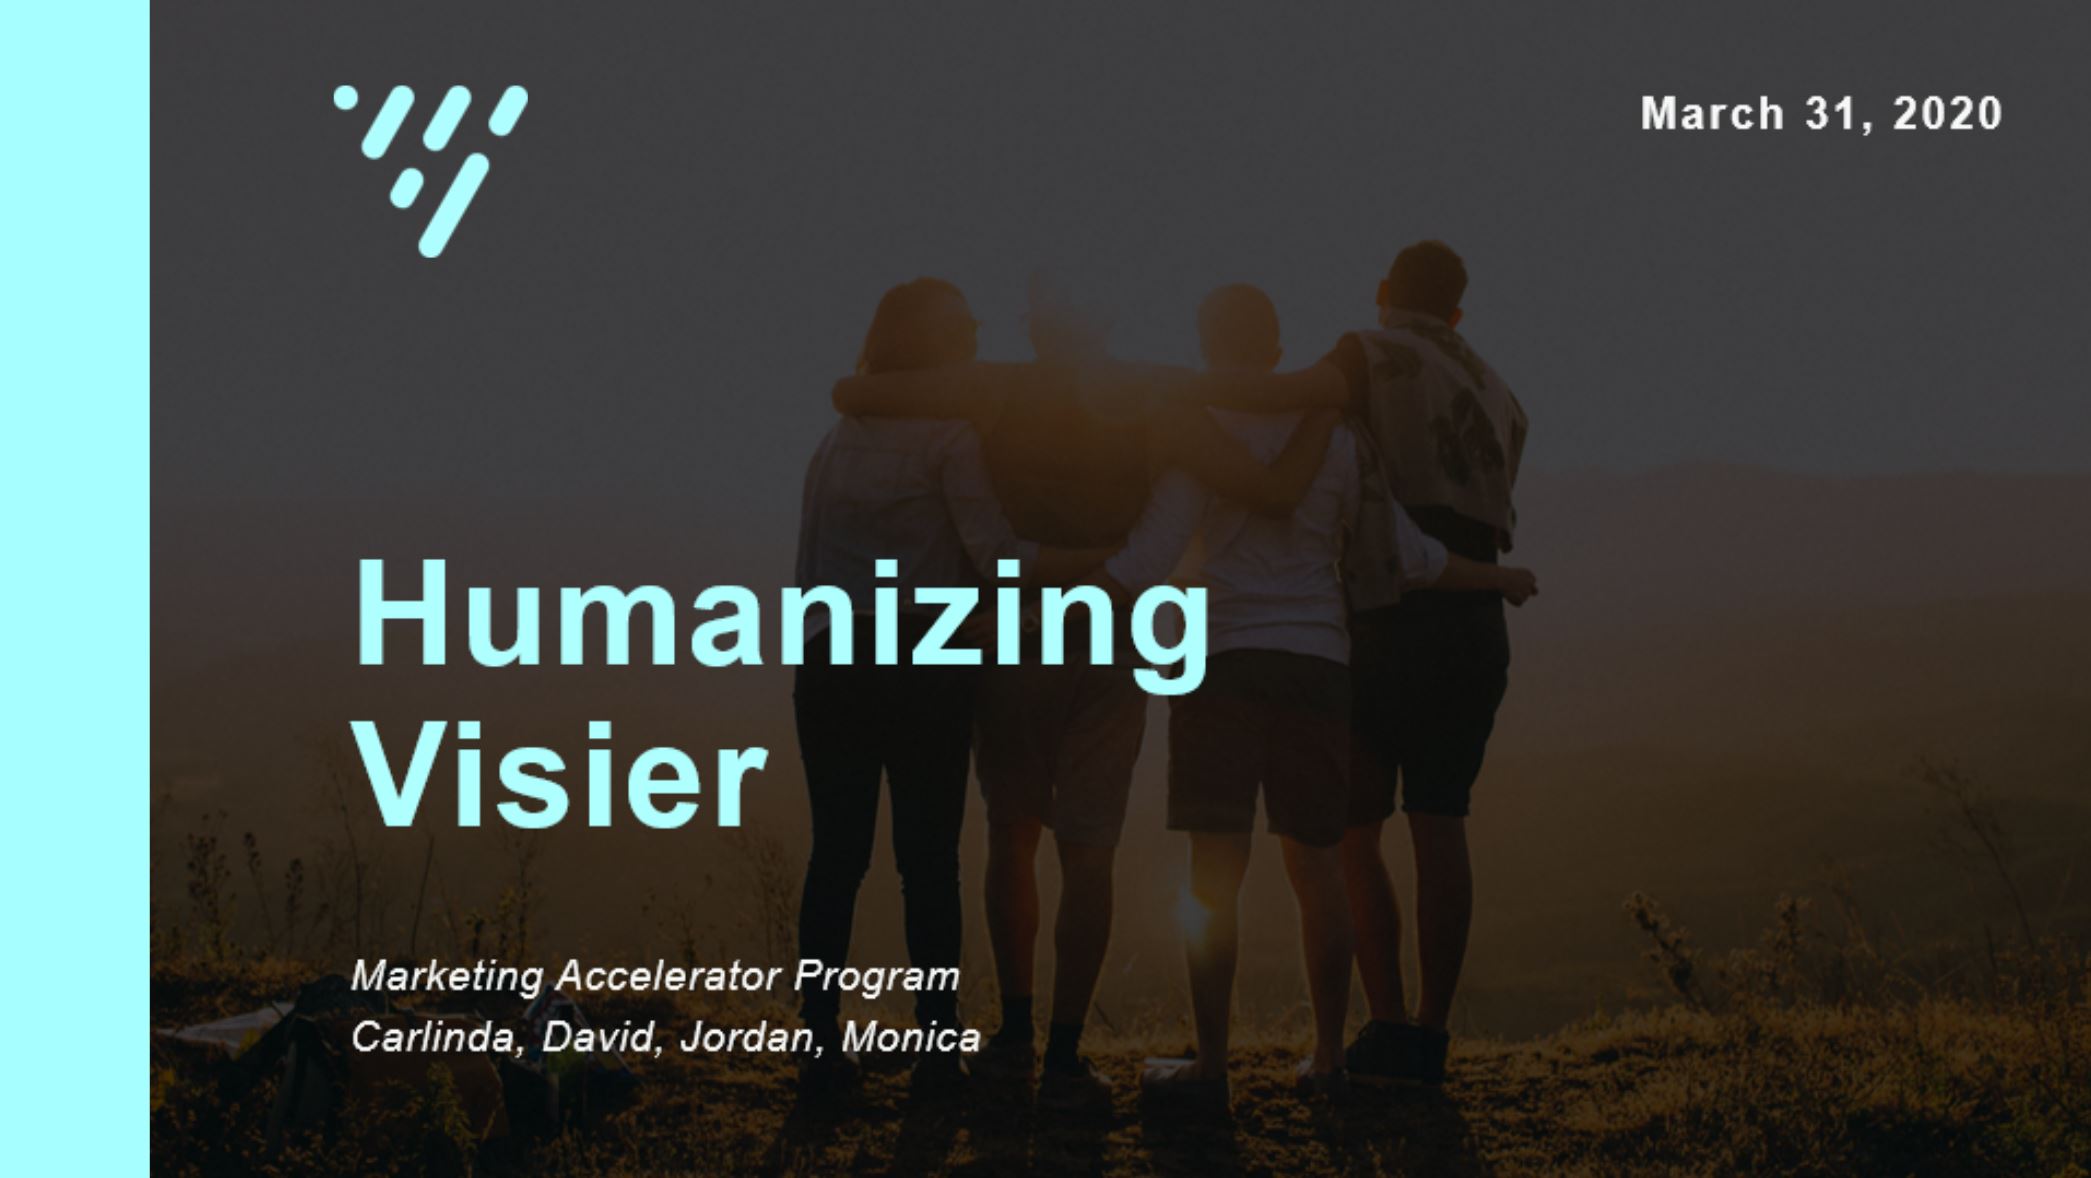 March 31, 2020
Humanizing
Visier
Marketing Accelerator Program
Carlinda, David, Jordan, Monica